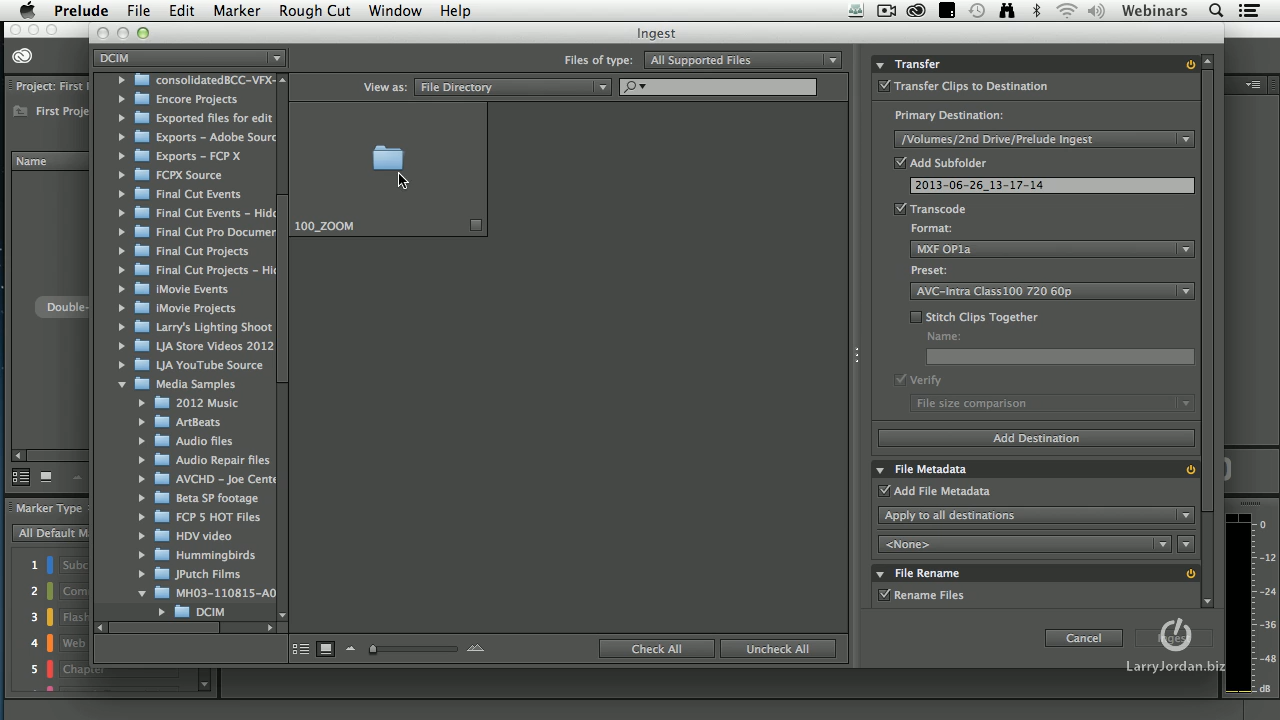 Prelude File Edit Marker Rough Cut Window Help Webinars
Ingest
DCIM
Files of type: All Supported Files
View as: File Directory
Project: First
First Proje
Name
Double-
Marker Type
All Default Ma
1 Subc
2 Com
3 Flash
4 Web
5 Chapter
consolidatedBCC-VFX-
Encore Projects
Exported files for edit
Exports - Adobe Sourc
Exports - FCP X
FCPX Source
Final Cut Events
Final Cut Events - Hidd
Final Cut Pro Documen
Final Cut Projects
Final Cut Projects - Hid
iMovie Events
iMovie Projects
Larry's Lighting Shoot
LJA Store Videos 2012
LJA YouTube Source
Media Samples
2012 Music
ArtBeats
Audio files
Audio Repair files
AVCHD - Joe Cente
Beta SP footage
FCP 5 HOT Files
HDV video
Hummingbirds
JPutch Films
MH03-110815-A0
DCIM
100_ZOOM
Check All
Uncheck All
Transfer
Transfer Clips to Destination
Primary Destination:
/Volumes/2nd Drive/Prelude Ingest
Add Subfolder
2013-06-26_13-17-14
Transcode
Format:
MXF OP1a
Preset:
AVC-Intra Class100 720 60p
Stitch Clips Together
Name:
Verify
File size comparison
Add Destination
File Metadata
Add File Metadata
Apply to all destinations
<None>
File Rename
Rename Files
Cancel
Ingest
LarryJordan.biz
0
-12
-24
-36
-48
dB